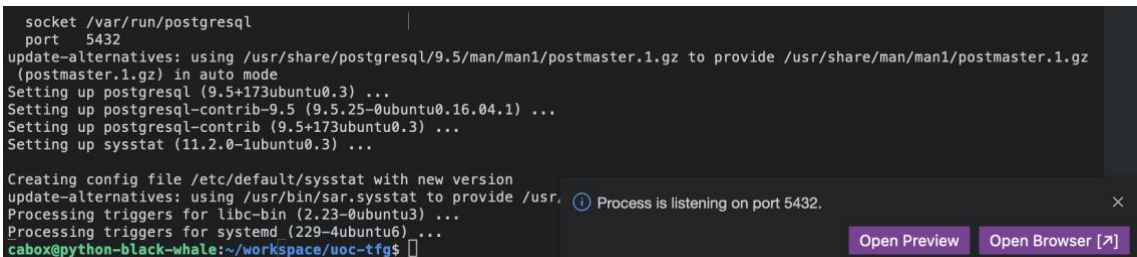 socket /var/run/postgresql
port 5432
update-alternatives: using /usr/share/postgresql/9.5/man/man1/postmaster.1.gz to provide /usr/share/man/man1/postmaster.1.gz
(postmaster.1.gz) in auto mode
Setting up postgresql (9.5+173ubuntu0.3) ...
Setting up postgresql-contrib-9.5 (9.5.25-0ubuntu0.16.04.1) ...
Setting up postgresql-contrib (9.5+173ubuntu0.3) ...
Setting up sysstat (11.2.0-1ubuntu0.3) ...
Creating config file /etc/default/sysstat with new version
update-alternatives: using /usr/bin/sar.sysstat to provide /usr/
Processing triggers for libc-bin (2.23-0ubuntu3) ...
Processing triggers for systemd (229-4ubuntu6) ...
cabox@python-black-whale:~/workspace/uoc-tfg$
Process is listening on port 5432.
Open Preview
Open Browser [↗]